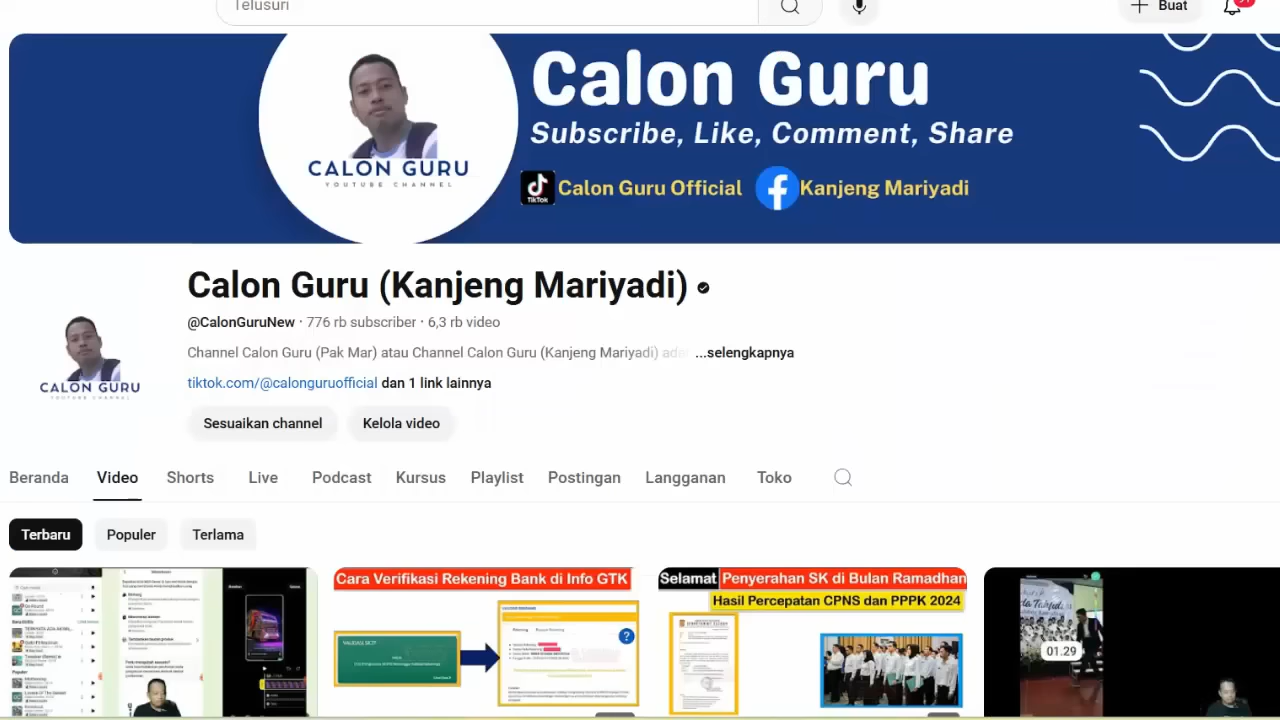 Telusuri
Buat
Calon Guru
Subscribe, Like, Comment, Share
CALON GURU
YOUTUBE CHANNEL
TikTok
Calon Guru Official
Kanjeng Mariyadi
Calon Guru (Kanjeng Mariyadi)
@CalonGuruNew · 776 rb subscriber · 6,3 rb video
Channel Calon Guru (Pak Mar) atau Channel Calon Guru (Kanjeng Mariyadi) ...selengkapnya
CALON GURU
tiktok.com/@calonguruofficial dan 1 link lainnya
Sesuaikan channel
Kelola video
Beranda Video Shorts Live Podcast Kursus Playlist Postingan Langganan Toko
Terbaru Populer Terlama
Cara Verifikasi Rekening Bank di Info GTK
Selamat Penyerahan SK di Bulan Ramadhan
Hasil Percepatan CPNS dan PPPK 2024
01.29